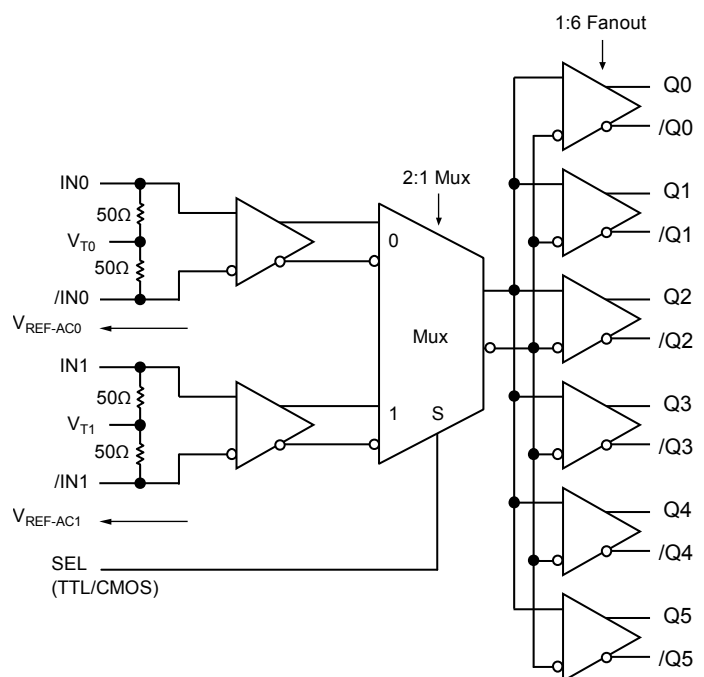 1:6 Fanout
Q0
/Q0
Q1
/Q1
Q2
/Q2
Q3
/Q3
Q4
/Q4
Q5
/Q5
2:1 Mux
0
Mux
1 S
IN0
50Ω
VT0
50Ω
/IN0
VREF-AC0
IN1
50Ω
VT1
50Ω
/IN1
VREF-AC1
SEL
(TTL/CMOS)